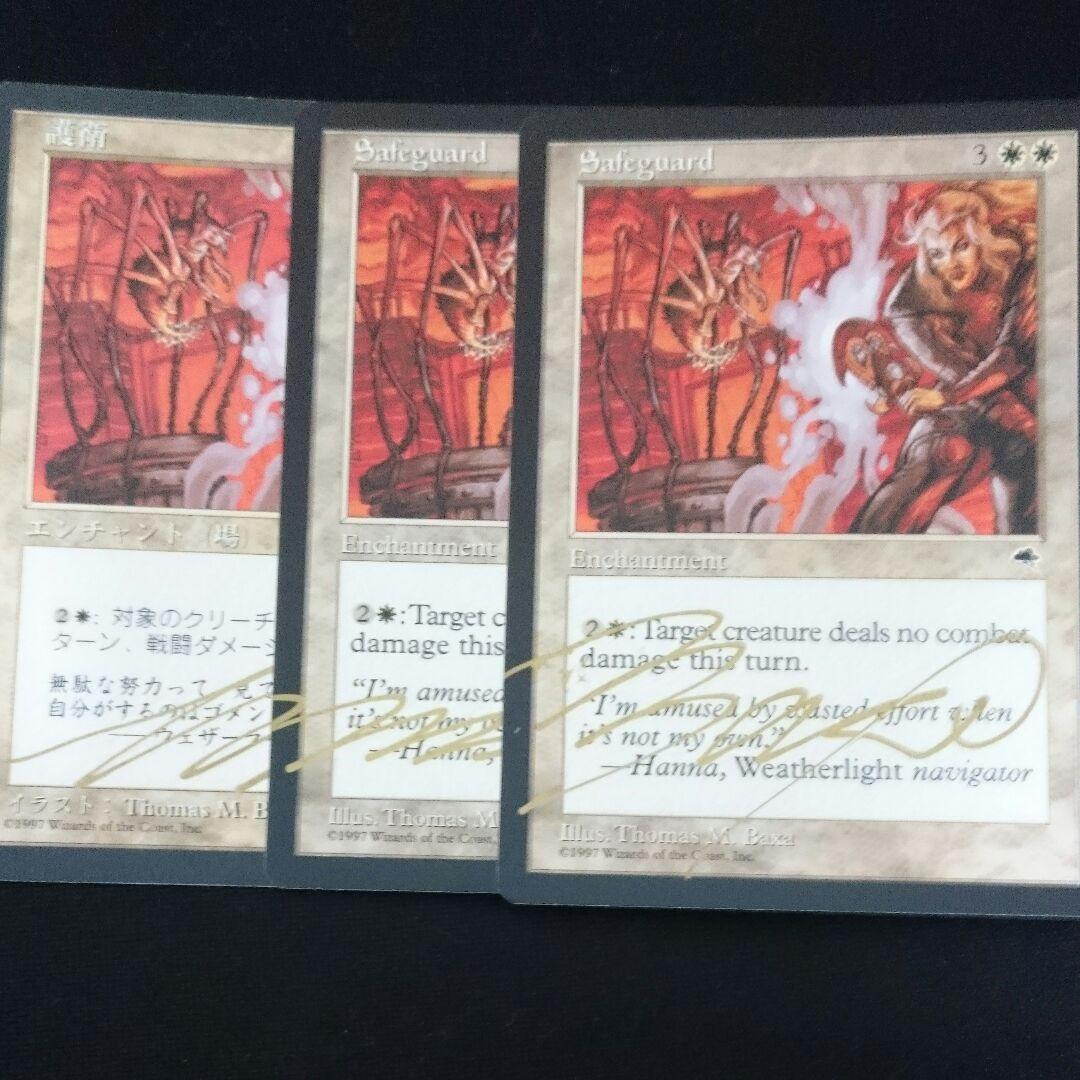 護衛
エンチャント（場）
2: 対象のクリーチ
ターン、戦闘ダメージ
無駄な努力って、見て
自分がするのはゴメン
――ウェザーラ
イラスト： Thomas M. B
©1997 Wizards of the Coast, Inc.
Safeguard
Enchantment
2:Target c
damage this
"I'm amused
it's not my o
—Hanna,
Illus. Thomas M
©1997 Wizards of the Coast,
Safeguard 3
Enchantment
2:Target creature deals no combat
damage this turn.
"I'm amused by wasted effort when
it's not my own."
—Hanna, Weatherlight navigator
Illus. Thomas M. Baxa
©1997 Wizards of the Coast, Inc.